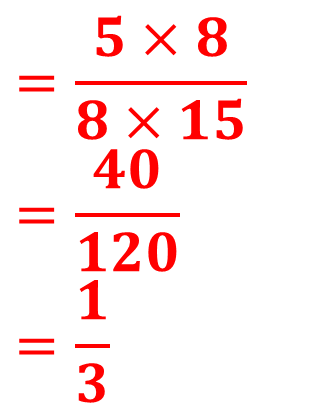 = 5 × 8 / 8 × 15
= 40 / 120
= 1 / 3